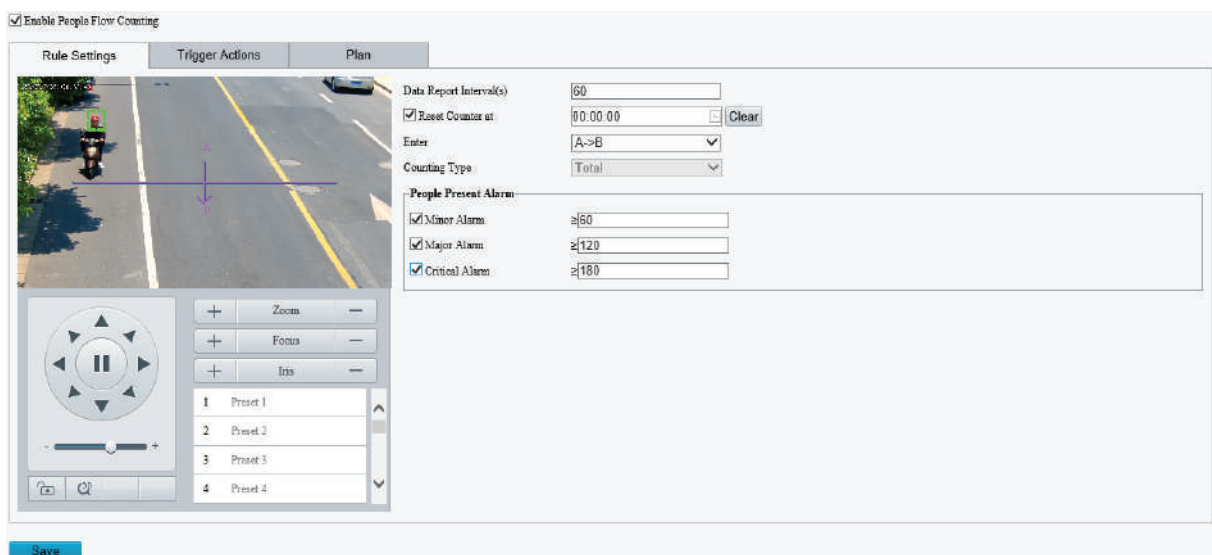 Enable People Flow Counting
Rule Settings
Trigger Actions
Plan
A
Data Report Interval(s) 60
Reset Counter at 00:00:00 Clear
Enter A->B
Counting Type Total
People Present Alarm
Minor Alarm ≥60
Major Alarm ≥120
Critical Alarm ≥180
+ Zoom −
+ Focus −
+ Iris −
1 Preset 1
2 Preset 2
3 Preset 3
4 Preset 4
- +
Save